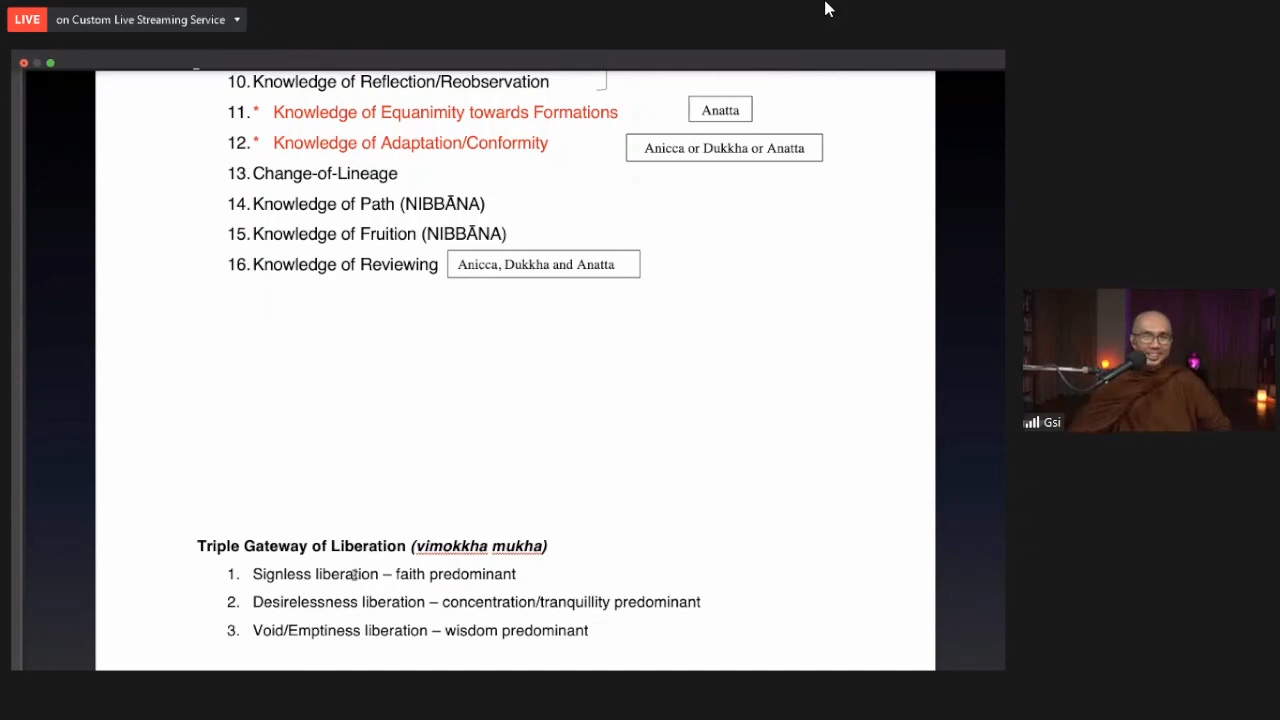 LIVE on Custom Live Streaming Service
10. Knowledge of Reflection/Reobservation
11. * Knowledge of Equanimity towards Formations Anatta
12. * Knowledge of Adaptation/Conformity Anicca or Dukkha or Anatta
13. Change-of-Lineage
14. Knowledge of Path (NIBBĀNA)
15. Knowledge of Fruition (NIBBĀNA)
16. Knowledge of Reviewing Anicca, Dukkha and Anatta
Gsi
Triple Gateway of Liberation (vimokkha mukha)
1. Signless liberation – faith predominant
2. Desirelessness liberation – concentration/tranquillity predominant
3. Void/Emptiness liberation – wisdom predominant